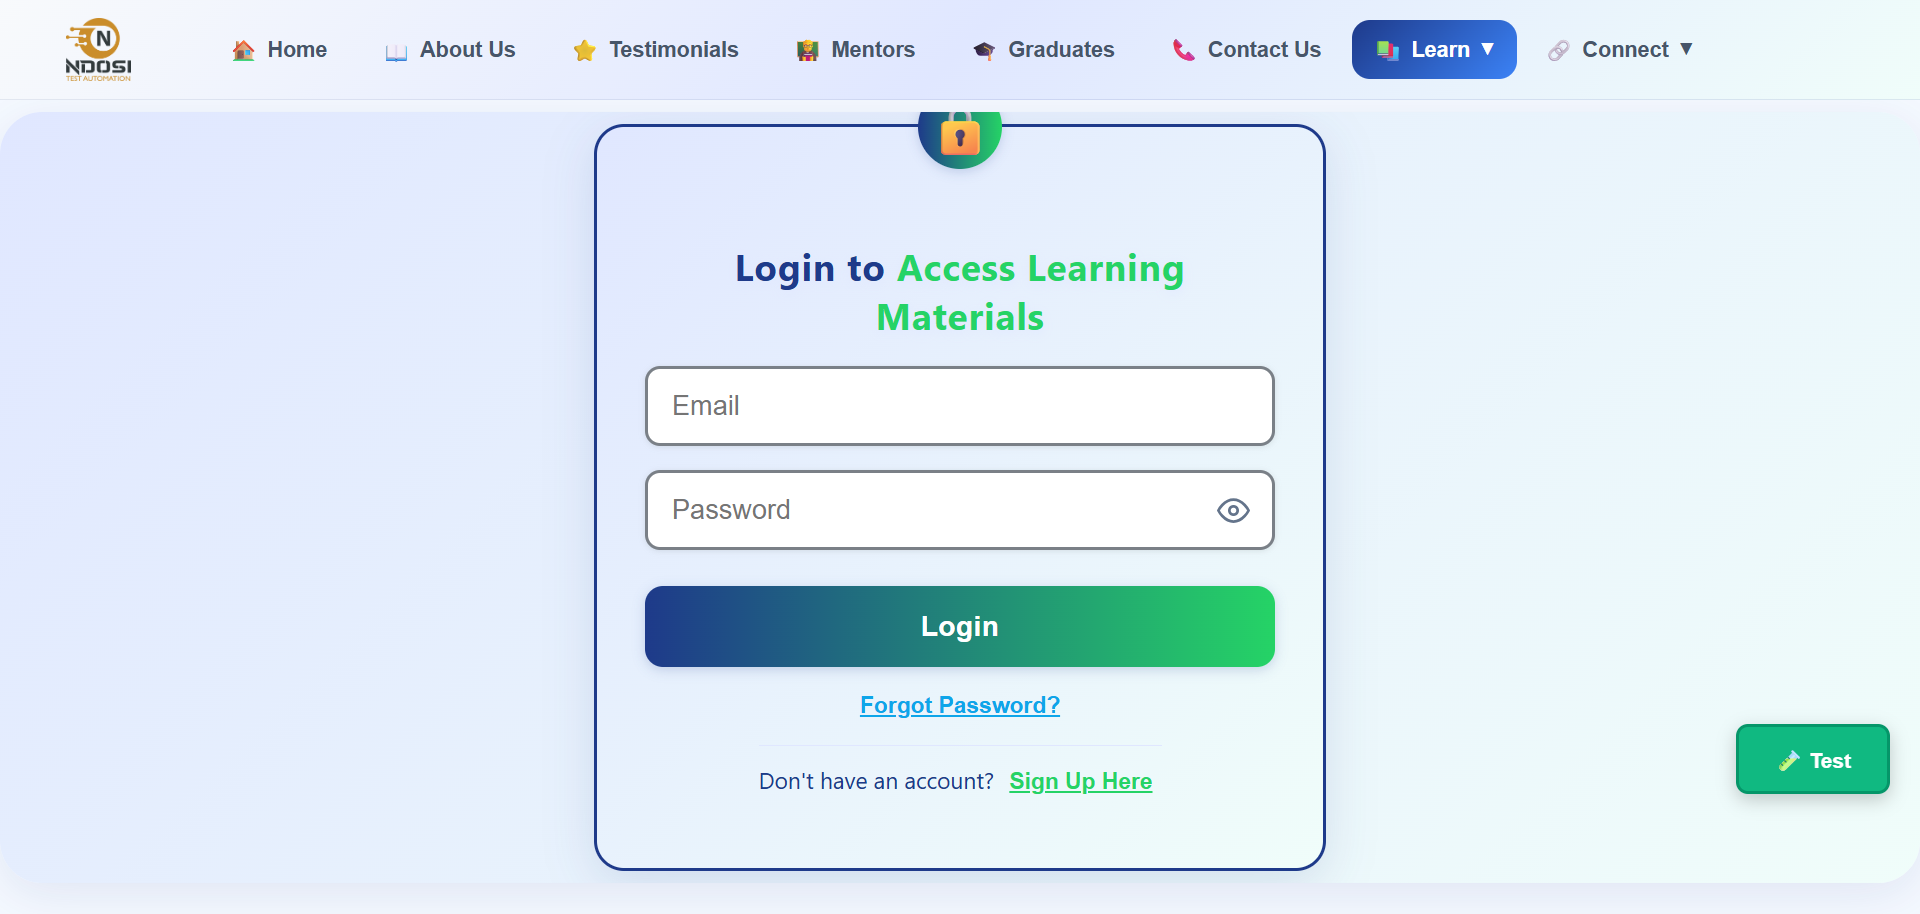 N
NDOSI
TEST AUTOMATION
Home
About Us
Testimonials
Mentors
Graduates
Contact Us
Learn ▼
Connect ▼
Login to Access Learning
Materials
Email
Password
Login
Forgot Password?
Don't have an account? Sign Up Here
Test